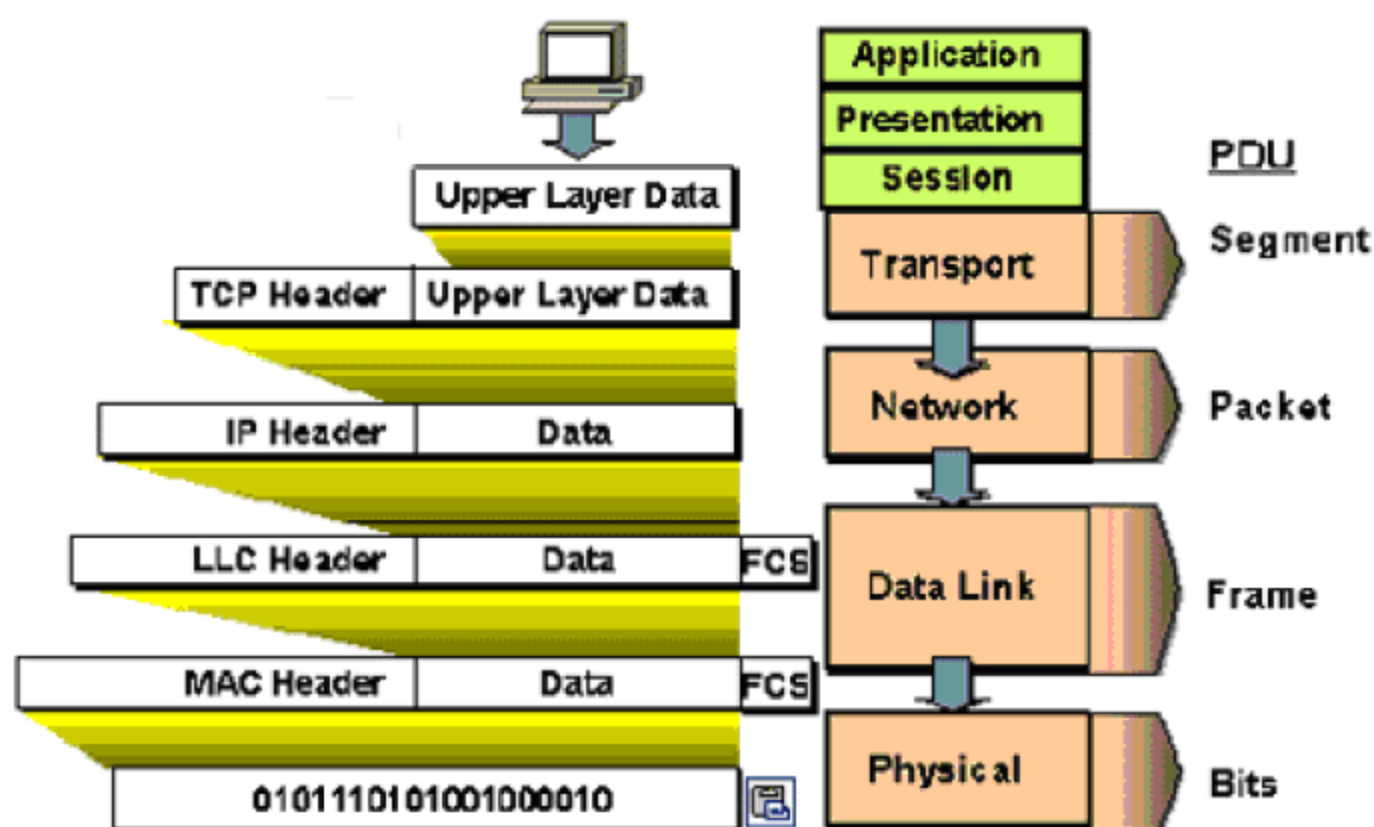 Application
Presentation
Session
PDU
Upper Layer Data
Segment
Transport
TCP Header Upper Layer Data
Network
Packet
IP Header Data
LLC Header Data FCS
Data Link
Frame
MAC Header Data FCS
Physical
Bits
0101110101001000010